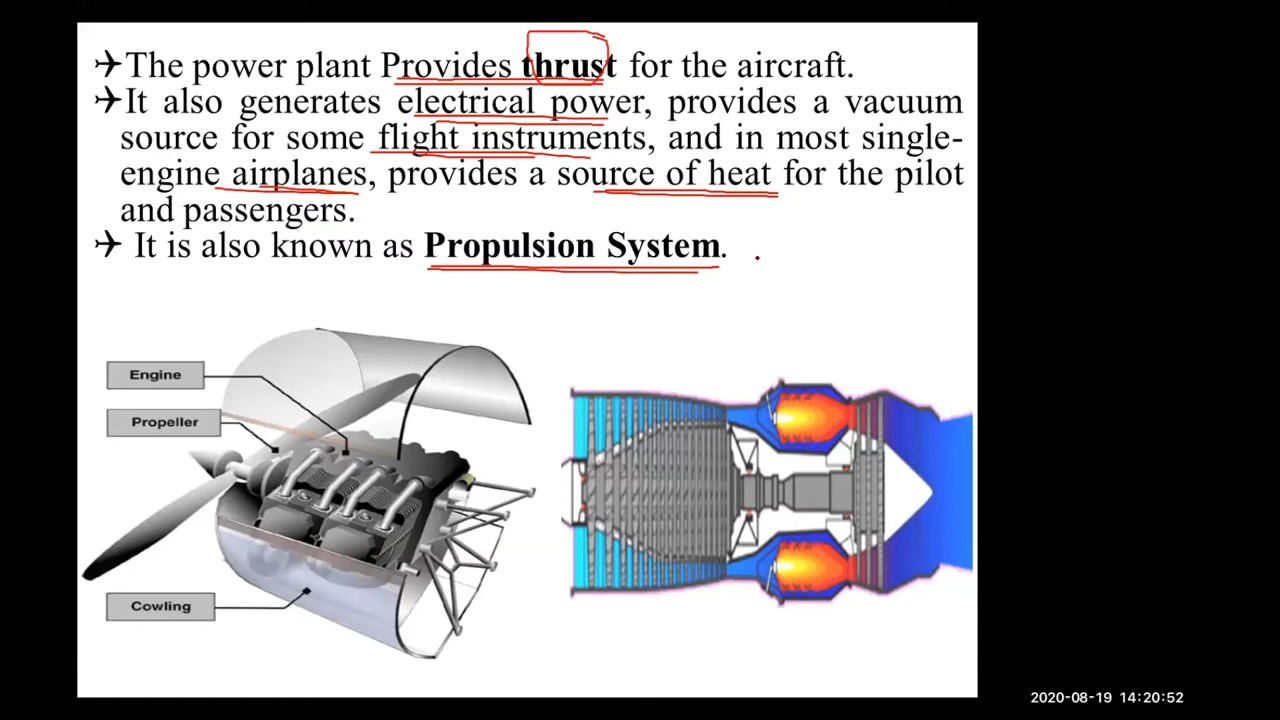 ✈The power plant Provides thrust for the aircraft.
✈It also generates electrical power, provides a vacuum
source for some flight instruments, and in most single-
engine airplanes, provides a source of heat for the pilot
and passengers.
✈ It is also known as Propulsion System.
Engine
Propeller
Cowling
2020-08-19 14:20:52